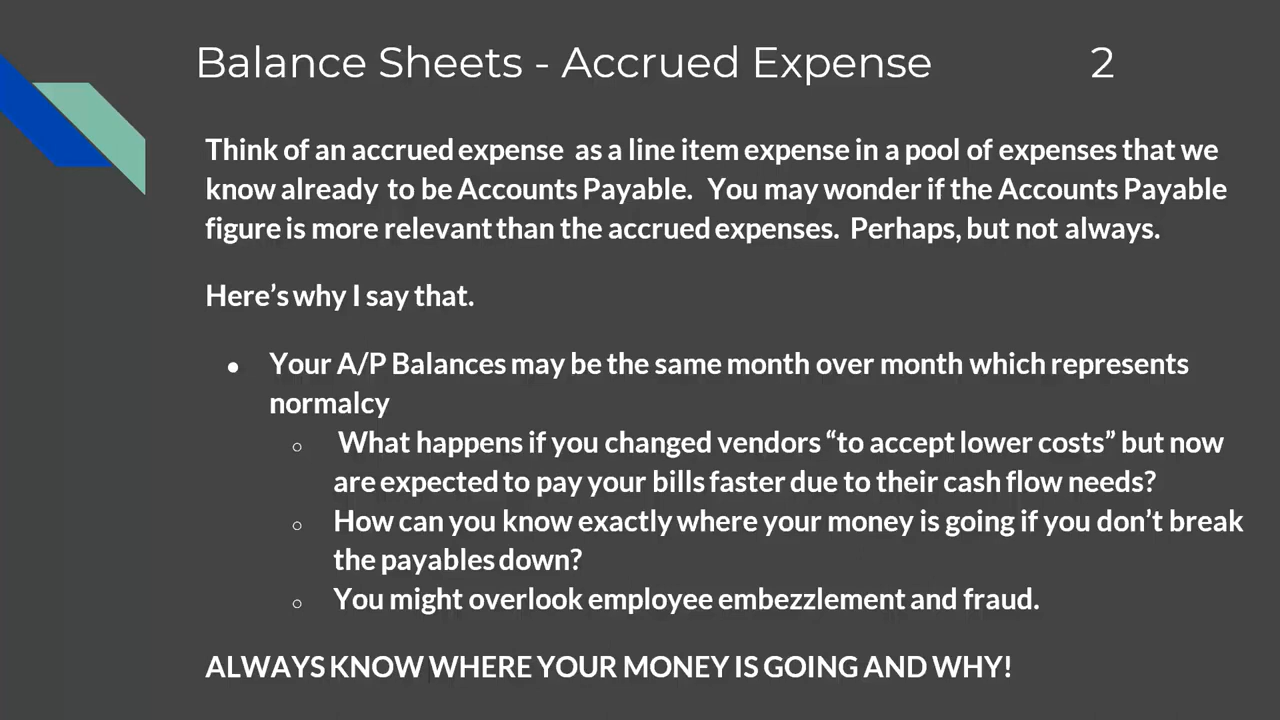 Balance Sheets - Accrued Expense 2
Think of an accrued expense as a line item expense in a pool of expenses that we
know already to be Accounts Payable. You may wonder if the Accounts Payable
figure is more relevant than the accrued expenses. Perhaps, but not always.
Here's why I say that.
● Your A/P Balances may be the same month over month which represents
normalcy
○ What happens if you changed vendors “to accept lower costs” but now
are expected to pay your bills faster due to their cash flow needs?
○ How can you know exactly where your money is going if you don't break
the payables down?
○ You might overlook employee embezzlement and fraud.
ALWAYS KNOW WHERE YOUR MONEY IS GOING AND WHY!